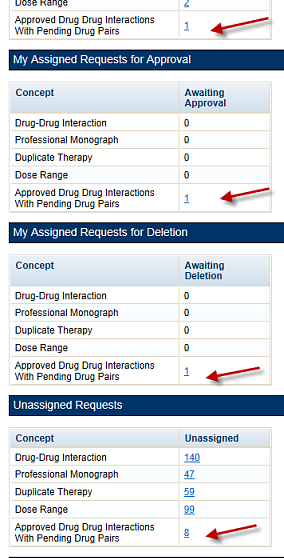 Dose Range 2
Approved Drug Drug Interactions
With Pending Drug Pairs 1
My Assigned Requests for Approval
Concept Awaiting
Approval
Drug-Drug Interaction 0
Professional Monograph 0
Duplicate Therapy 0
Dose Range 0
Approved Drug Drug Interactions
With Pending Drug Pairs 1
My Assigned Requests for Deletion
Concept Awaiting
Deletion
Drug-Drug Interaction 0
Professional Monograph 0
Duplicate Therapy 0
Dose Range 0
Approved Drug Drug Interactions
With Pending Drug Pairs 1
Unassigned Requests
Concept Unassigned
Drug-Drug Interaction 140
Professional Monograph 47
Duplicate Therapy 59
Dose Range 99
Approved Drug Drug Interactions
With Pending Drug Pairs 8